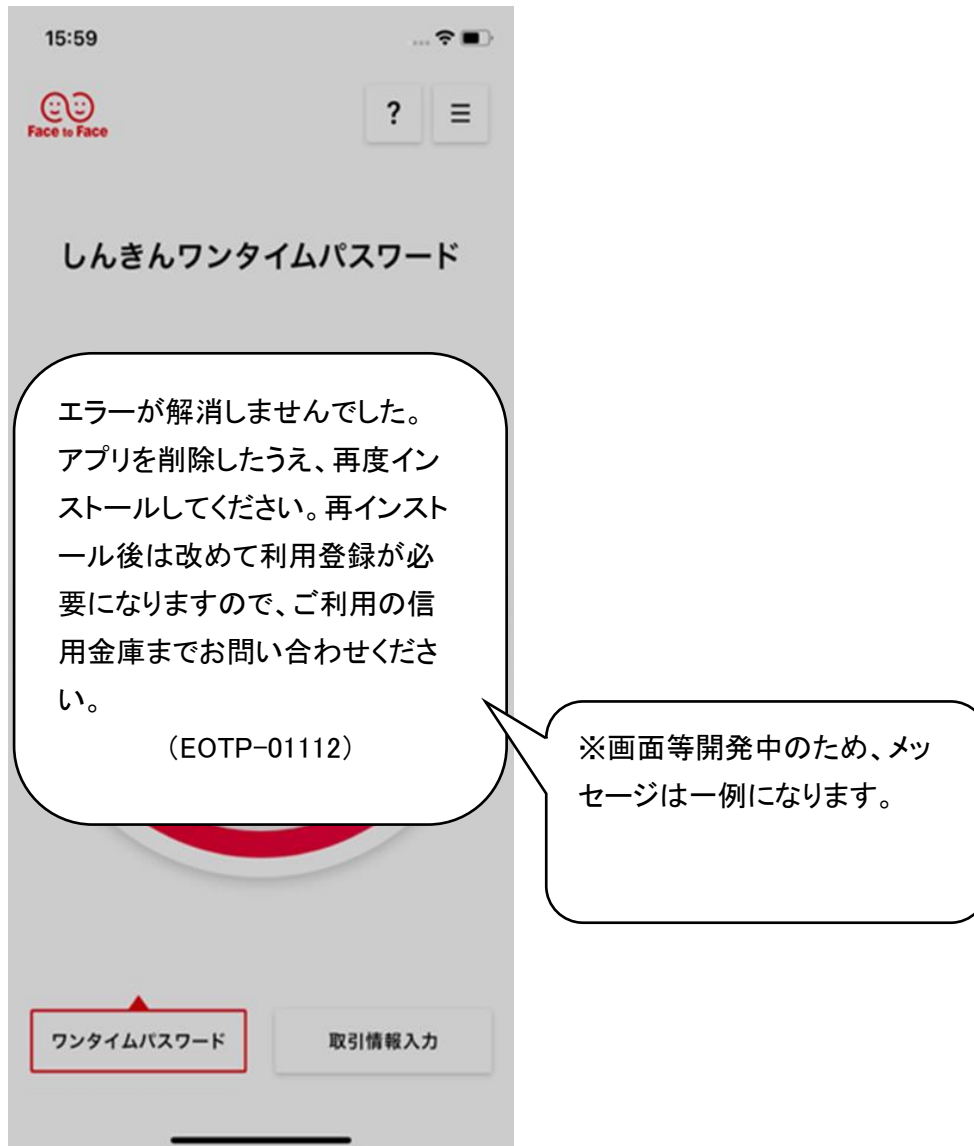 15:59
Face to Face
?
しんきんワンタイムパスワード
エラーが解消しませんでした。
アプリを削除したうえ、再度イン
ストールしてください。再インスト
ール後は改めて利用登録が必
要になりますので、ご利用の信
用金庫までお問い合わせくださ
い。
（EOTP-01112）
※画面等開発中のため、メッ
セージは一例になります。
ワンタイムパスワード
取引情報入力